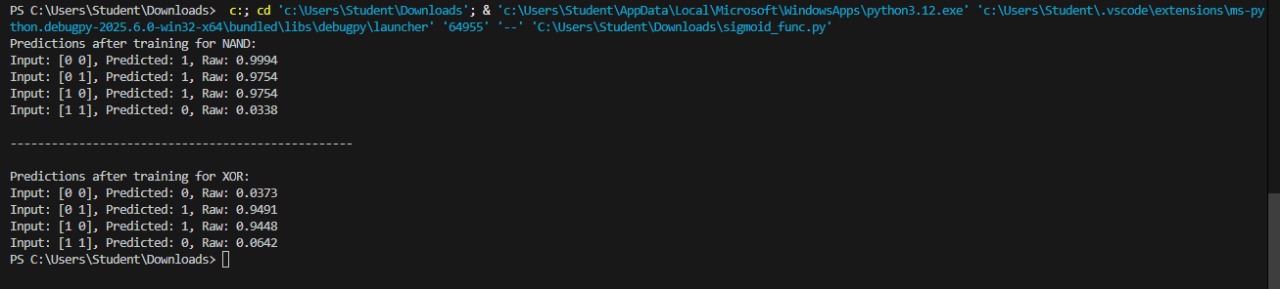 PS C:\Users\Student\Downloads>  c:; cd 'c:\Users\Student\Downloads'; & 'c:\Users\Student\AppData\Local\Microsoft\WindowsApps\python3.12.exe' 'c:\Users\Student\.vscode\extensions\ms-py
thon.debugpy-2025.6.0-win32-x64\bundled\libs\debugpy\launcher' '64955' '--' 'C:\Users\Student\Downloads\sigmoid_func.py'
Predictions after training for NAND:
Input: [0 0], Predicted: 1, Raw: 0.9994
Input: [0 1], Predicted: 1, Raw: 0.9754
Input: [1 0], Predicted: 1, Raw: 0.9754
Input: [1 1], Predicted: 0, Raw: 0.0338
--------------------------------------------------
Predictions after training for XOR:
Input: [0 0], Predicted: 0, Raw: 0.0373
Input: [0 1], Predicted: 1, Raw: 0.9491
Input: [1 0], Predicted: 1, Raw: 0.9448
Input: [1 1], Predicted: 0, Raw: 0.0642
PS C:\Users\Student\Downloads>